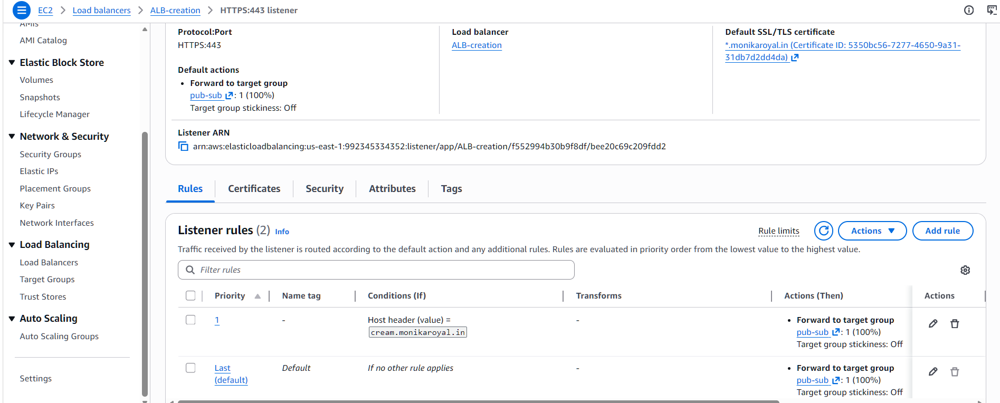 EC2 > Load balancers > ALB-creation > HTTPS:443 listener
AMIs
AMI Catalog
Elastic Block Store
Volumes
Snapshots
Lifecycle Manager
Network & Security
Security Groups
Elastic IPs
Placement Groups
Key Pairs
Network Interfaces
Load Balancing
Load Balancers
Target Groups
Trust Stores
Auto Scaling
Auto Scaling Groups
Settings
Protocol:Port
HTTPS:443
Load balancer
ALB-creation
Default SSL/TLS certificate
*.monikaroyal.in (Certificate ID: 5350bc56-7277-4650-9a31-
31db7d2dd4da)
Default actions
• Forward to target group
pub-sub : 1 (100%)
Target group stickiness: Off
Listener ARN
arn:aws:elasticloadbalancing:us-east-1:992345334352:listener/app/ALB-creation/f552994b30b9f8df/bee20c69c209fdd2
Rules Certificates Security Attributes Tags
Listener rules (2) Info
Rule limits Actions Add rule
Traffic received by the listener is routed according to the default action and any additional rules. Rules are evaluated in priority order from the lowest value to the highest value.
Filter rules
Priority Name tag Conditions (If) Transforms Actions (Then) Actions
1 - Host header (value) = - • Forward to target group
cream.monikaroyal.in pub-sub : 1 (100%)
Target group stickiness: Off
Last Default If no other rule applies - • Forward to target group
(default) pub-sub : 1 (100%)
Target group stickiness: Off